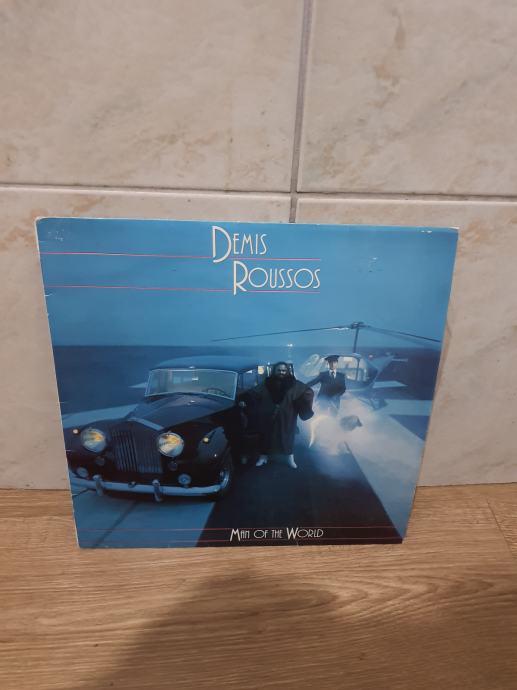 Demis
Roussos
Man of the World